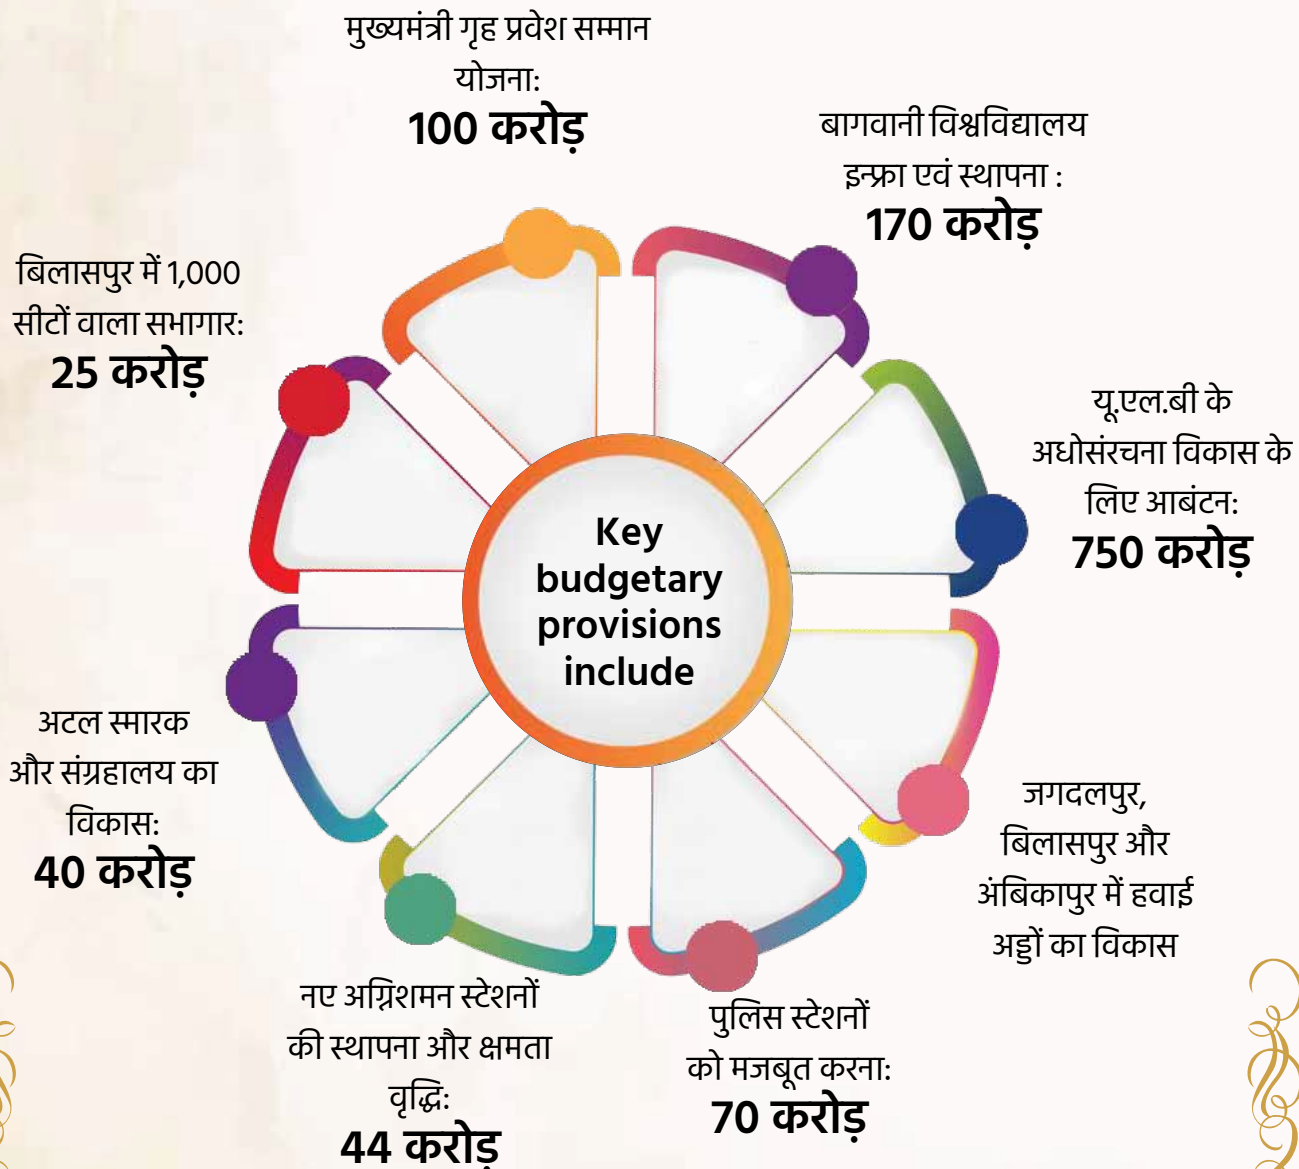 मुख्यमंत्री गृह प्रवेश सम्मान
योजना:
100 करोड़
बागवानी विश्वविद्यालय
इन्फ्रा एवं स्थापना :
170 करोड़
यू.एल.बी के
अधोसंरचना विकास के
लिए आबंटन:
750 करोड़
जगदलपुर,
बिलासपुर और
अंबिकापुर में हवाई
अड्डों का विकास
पुलिस स्टेशनों
को मजबूत करना:
70 करोड़
नए अग्निशमन स्टेशनों
की स्थापना और क्षमता
वृद्धि:
44 करोड़
अटल स्मारक
और संग्रहालय का
विकास:
40 करोड़
बिलासपुर में 1,000
सीटों वाला सभागार:
25 करोड़
Key
budgetary
provisions
include